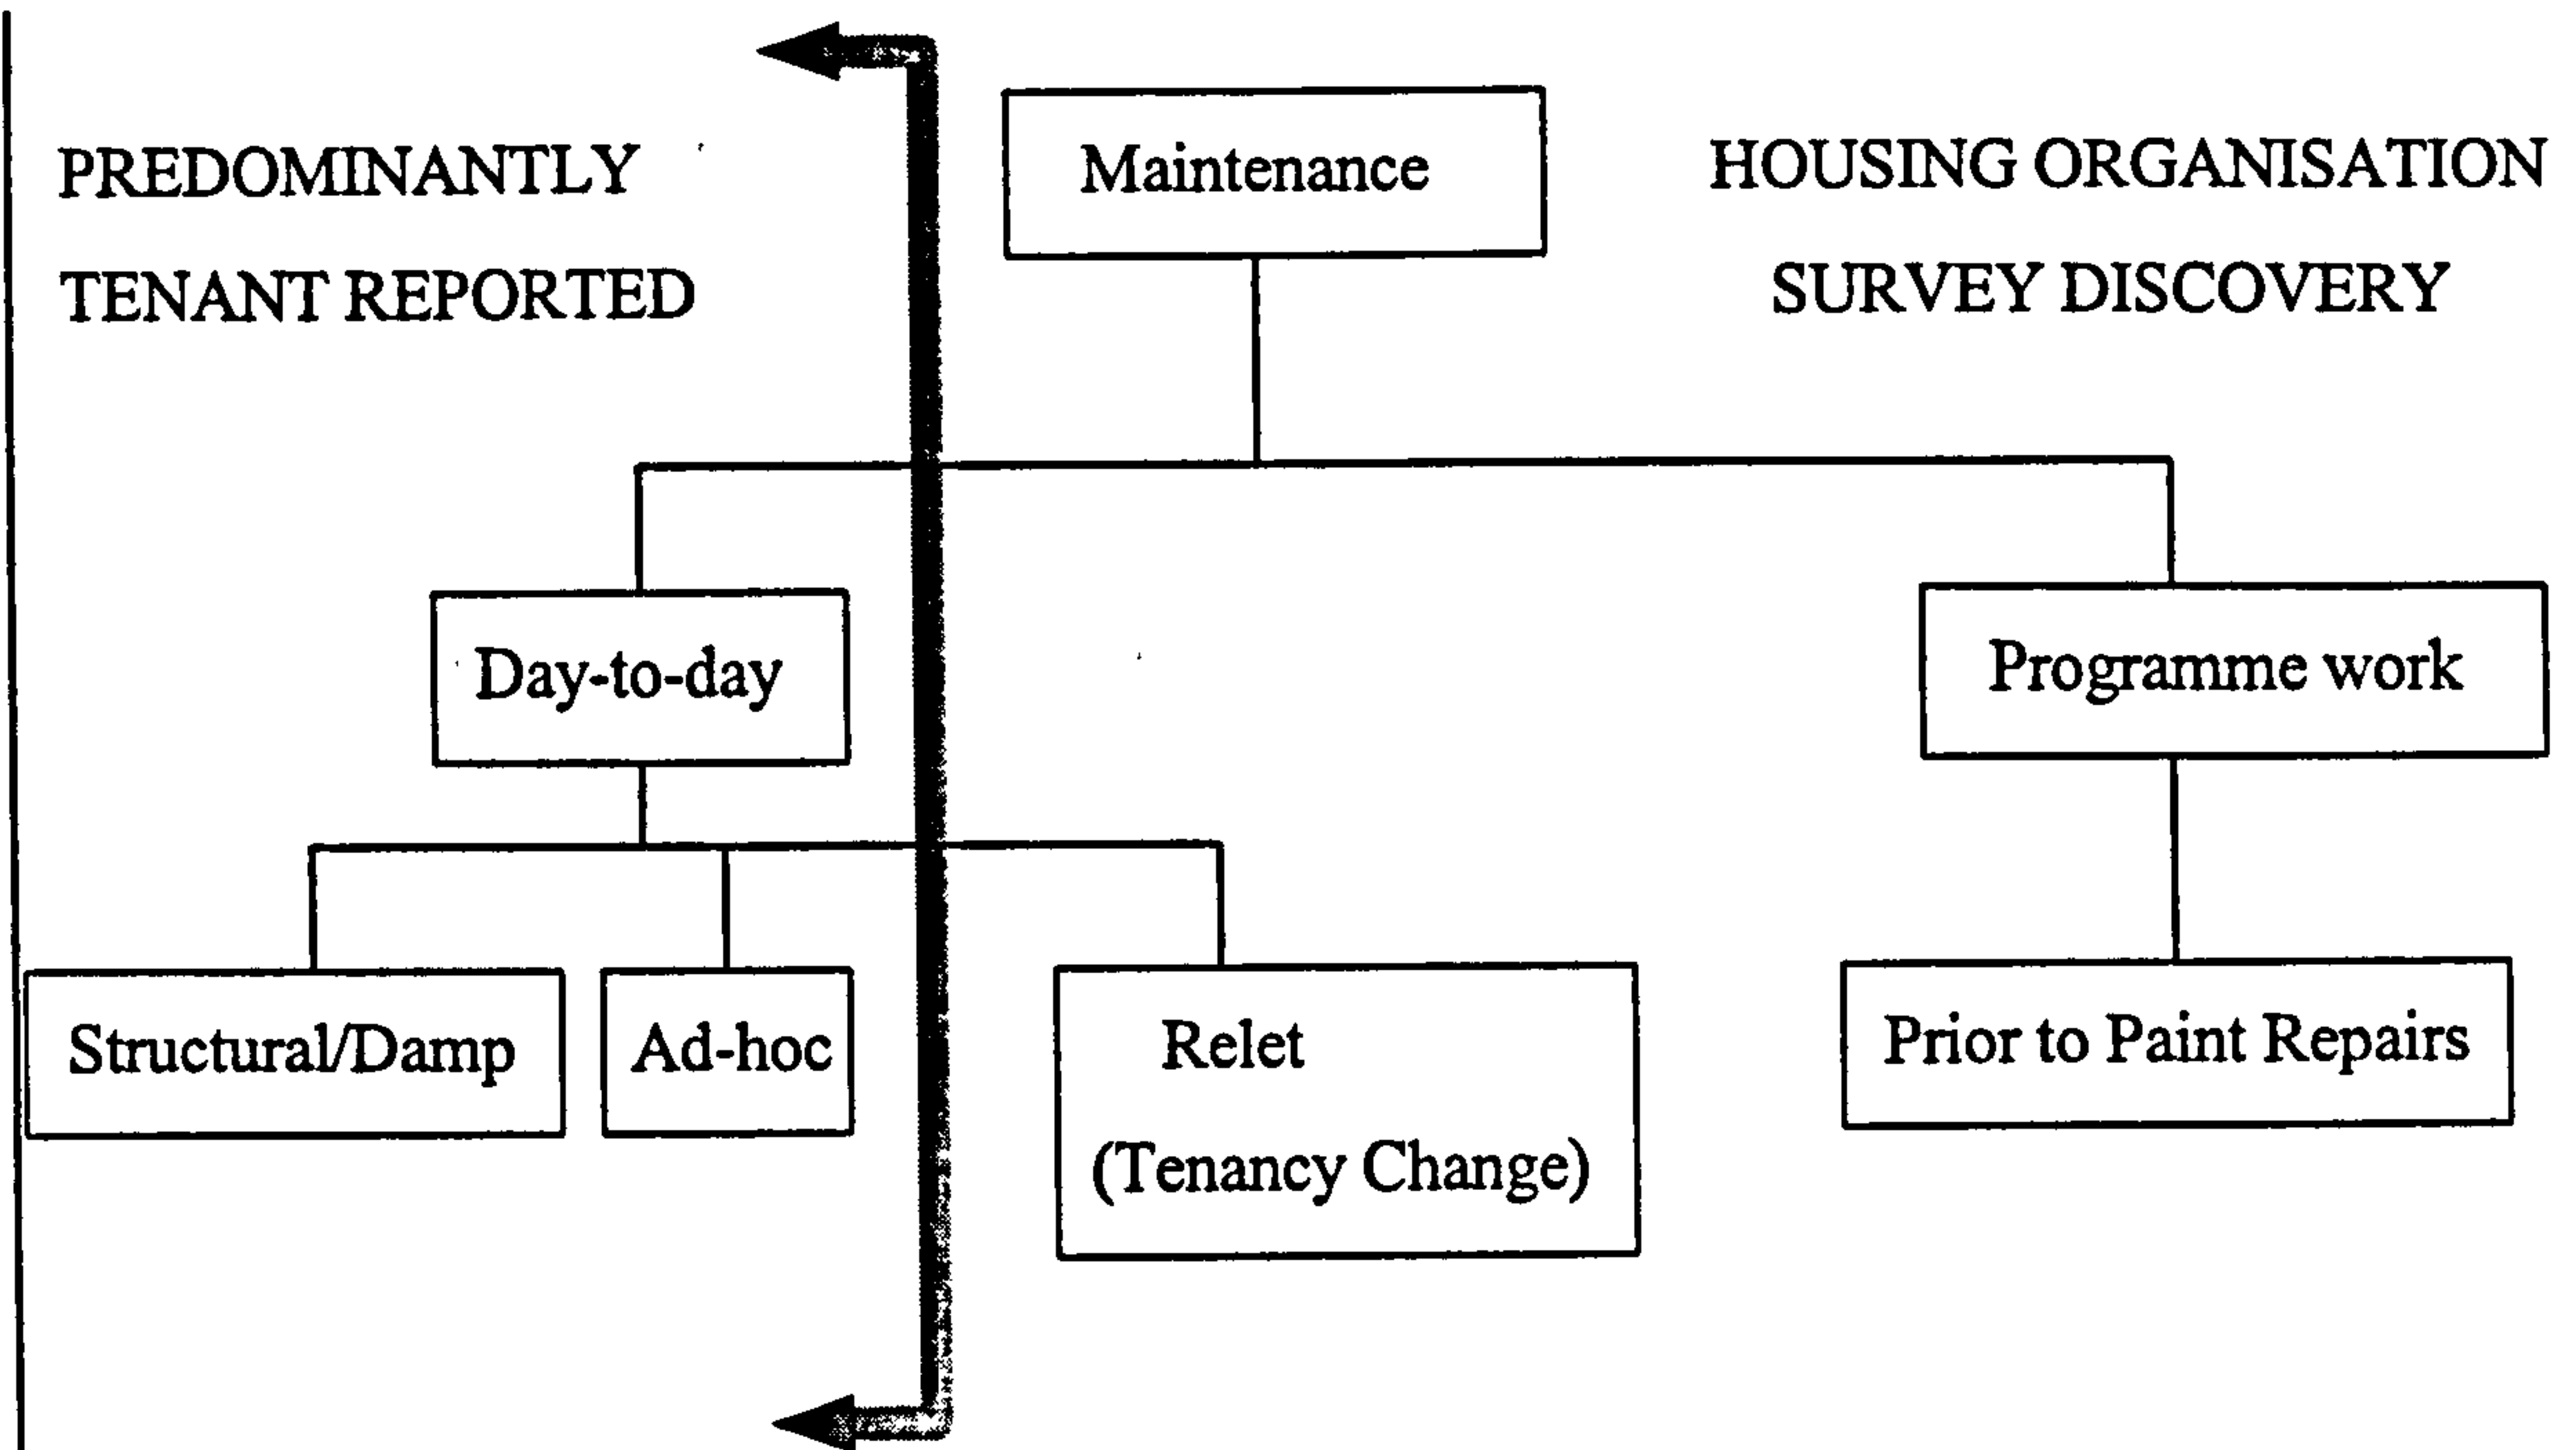 PREDOMINANTLY
TENANT REPORTED
Maintenance
HOUSING ORGANISATION
SURVEY DISCOVERY
Day-to-day
Programme work
Structural/Damp
Ad-hoc
Relet
(Tenancy Change)
Prior to Paint Repairs